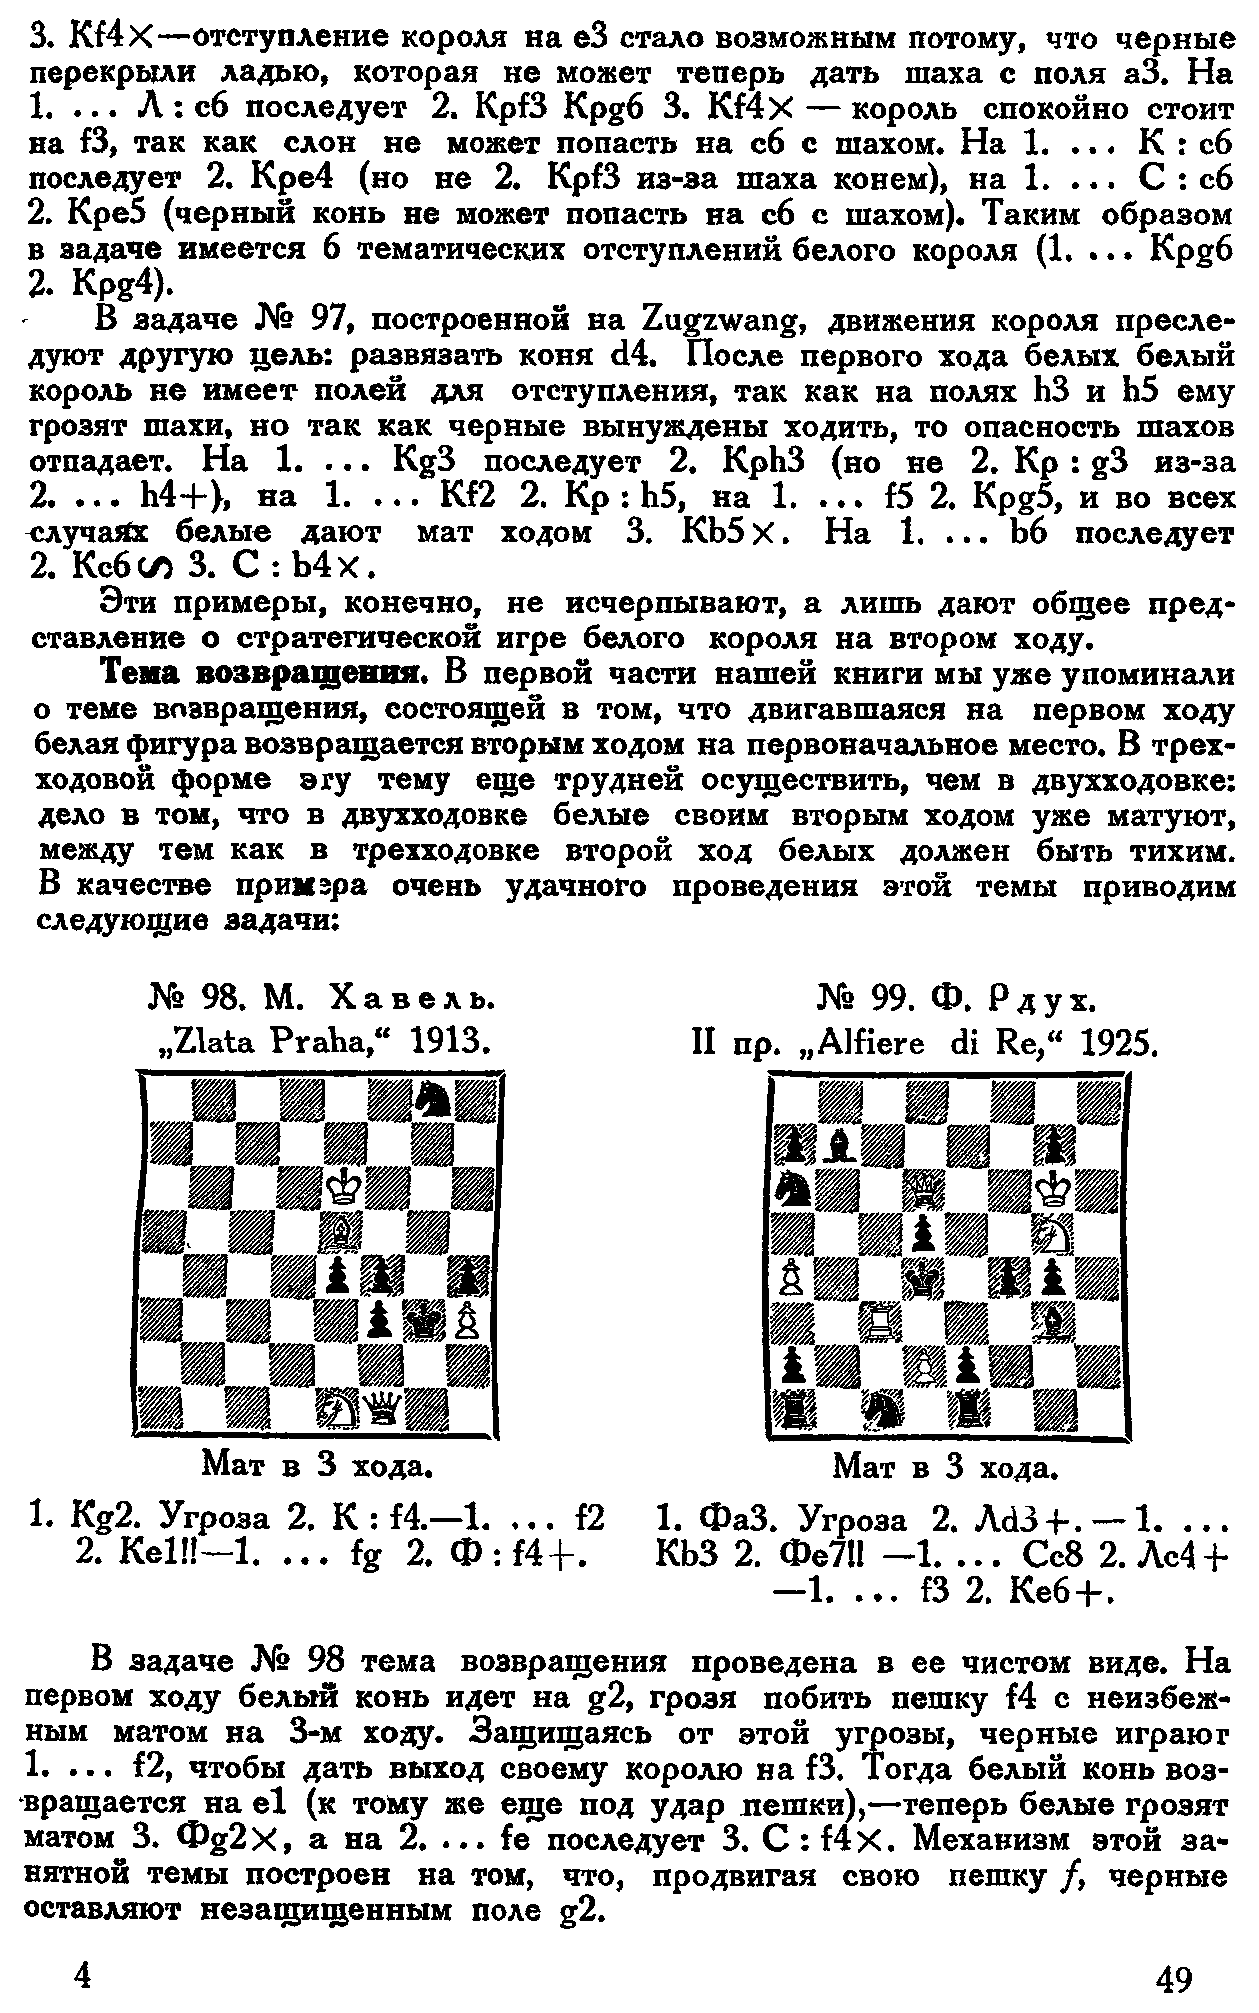 3. Kf4×—отступление короля на e3 стало возможным потому, что черные
перекрыли ладью, которая не может теперь дать шаха с поля a3. На
1. ... Л : c6 последует 2. Kpf3 Kpg6 3. Kf4× — король спокойно стоит
на f3, так как слон не может попасть на c6 с шахом. На 1. ... K : c6
последует 2. Kpe4 (но не 2. Kpf3 из-за шаха конем), на 1. ... C : c6
2. Kpe5 (черный конь не может попасть на c6 с шахом). Таким образом
в задаче имеется 6 тематических отступлений белого короля (1. ... Kpg6
2. Kpg4).
В задаче № 97, построенной на Zugzwang, движения короля пресле-
дуют другую цель: развязать коня d4. После первого хода белых белый
король не имеет полей для отступления, так как на полях h3 и h5 ему
грозят шахи, но так как черные вынуждены ходить, то опасность шахов
отпадает. На 1. ... Kg3 последует 2. Kph3 (но не 2. Kp : g3 из-за
2. ... h4+), на 1. ... Kf2 2. Kp : h5, на 1. ... f5 2. Kpg5, и во всех
случаях белые дают мат ходом 3. Kb5×. На 1. ... b6 последует
2. Kc6 ∽ 3. C : b4×.
Эти примеры, конечно, не исчерпывают, а лишь дают общее пред-
ставление о стратегической игре белого короля на втором ходу.
Тема возвращения. В первой части нашей книги мы уже упоминали
о теме возвращения, состоящей в том, что двигавшаяся на первом ходу
белая фигура возвращается вторым ходом на первоначальное место. В трех-
ходовой форме эту тему еще трудней осуществить, чем в двухходовке:
дело в том, что в двухходовке белые своим вторым ходом уже матуют,
между тем как в трехходовке второй ход белых должен быть тихим.
В качестве примера очень удачного проведения этой темы приводим
следующие задачи:
№ 98. М. Хавель.
„Zlata Praha,“ 1913.
Мат в 3 хода.
1. Kg2. Угроза 2. K : f4.—1. ... f2
2. Ke1!!—1. ... fg 2. Ф : f4+.
№ 99. Ф. Рдух.
II пр. „Alfiere di Re,“ 1925.
Мат в 3 хода.
1. Фa3. Угроза 2. Лd3+. — 1. ...
Kb3 2. Фe7!! —1. ... Cc8 2. Лc4+
—1. ... f3 2. Ke6+.
В задаче № 98 тема возвращения проведена в ее чистом виде. На
первом ходу белый конь идет на g2, грозя побить пешку f4 с неизбеж-
ным матом на 3-м ходу. Защищаясь от этой угрозы, черные играют
1. ... f2, чтобы дать выход своему королю на f3. Тогда белый конь воз-
вращается на e1 (к тому же еще под удар пешки),—теперь белые грозят
матом 3. Фg2×, а на 2. ... fe последует 3. C : f4×. Механизм этой за-
нятной темы построен на том, что, продвигая свою пешку f, черные
оставляют незащищенным поле g2.
4
49